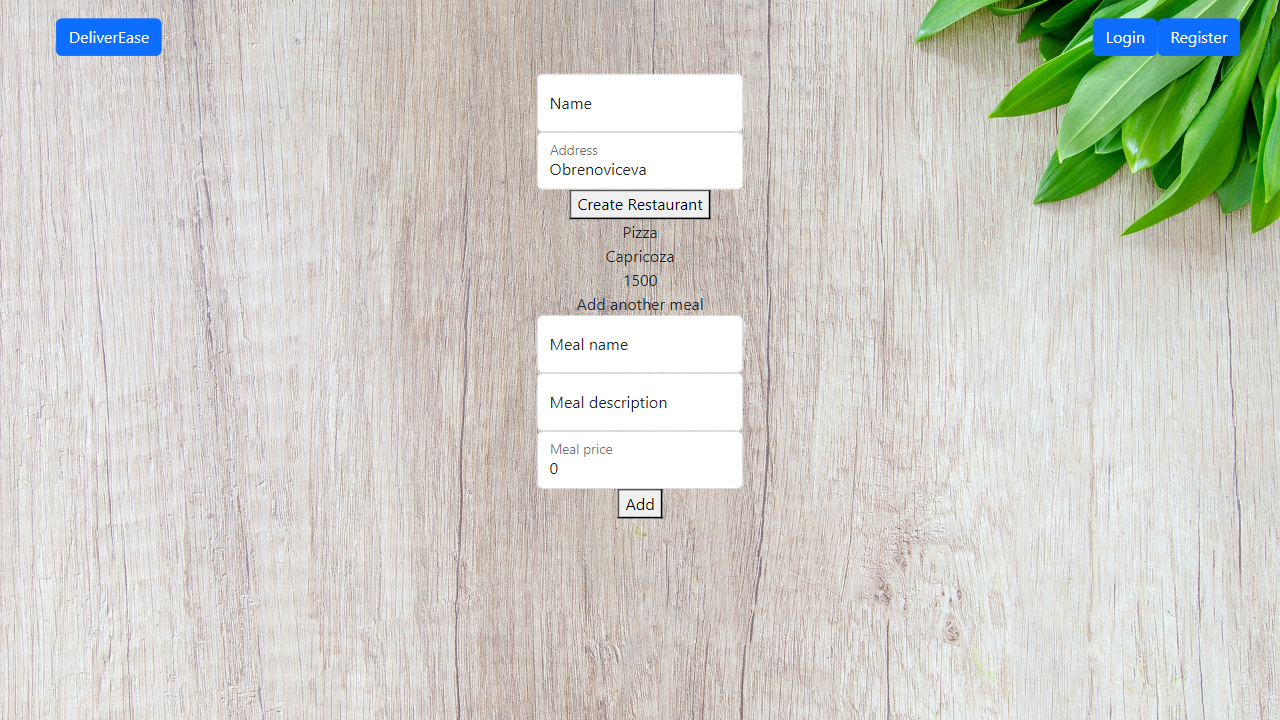 DeliverEase
Login Register
Name
Address
Obrenoviceva
Create Restaurant
Pizza
Capricoza
1500
Add another meal
Meal name
Meal description
Meal price
0
Add